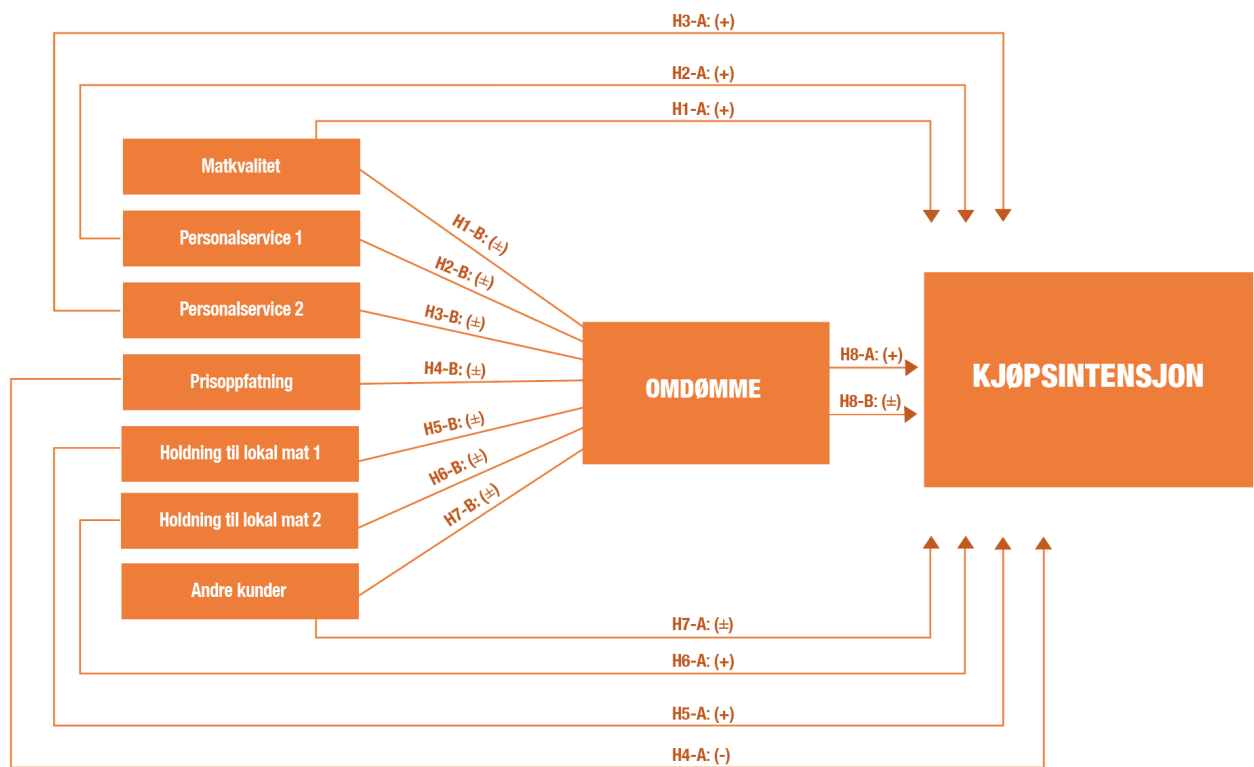 H3-A: (+)
H2-A: (+)
H1-A: (+)
Matkvalitet
Personalservice 1
Personalservice 2
Prisoppfatning
Holdning til lokal mat 1
Holdning til lokal mat 2
Andre kunder
H1-B: (±)
H2-B: (±)
H3-B: (±)
H4-B: (±)
H5-B: (±)
H6-B: (±)
H7-B: (±)
OMDØMME
H8-A: (+)
H8-B: (±)
KJØPSINTENSJON
H7-A: (±)
H6-A: (+)
H5-A: (+)
H4-A: (-)